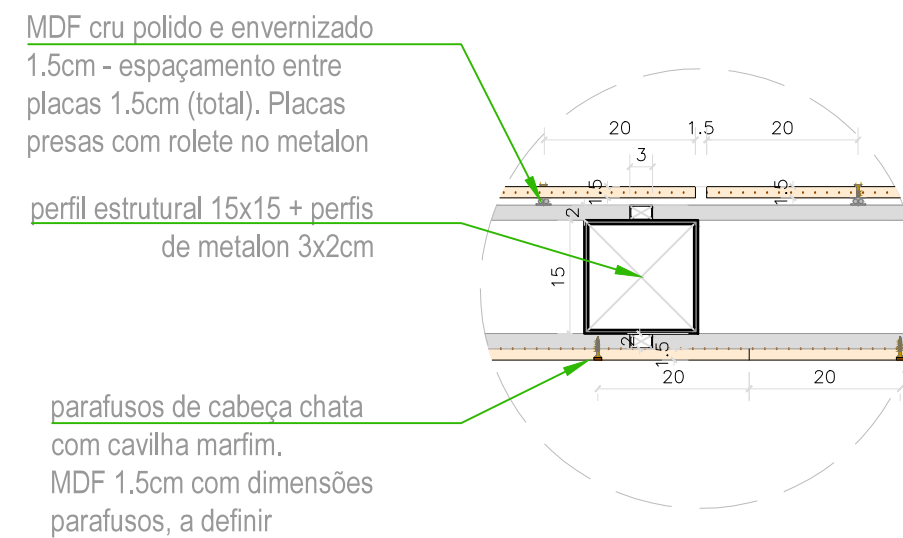 MDF cru polido e envernizado
1.5cm - espaçamento entre
placas 1.5cm (total). Placas
presas com rolete no metalon
perfil estrutural 15x15 + perfis
de metalon 3x2cm
parafusos de cabeça chata
com cavilha marfim.
MDF 1.5cm com dimensões
parafusos, a definir
20 1.5 20
3
1.5 1.5
2
15
2 1.5
20 20